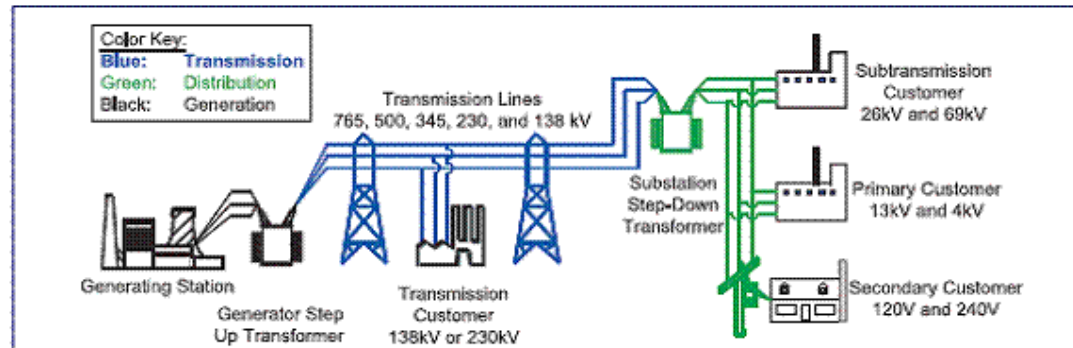 Color Key:
Blue: Transmission
Green: Distribution
Black: Generation
Transmission Lines
765, 500, 345, 230, and 138 kV
Subtransmission
Customer
26kV and 69kV
Substation
Step-Down
Transformer
Primary Customer
13kV and 4kV
Generating Station
Generator Step
Up Transformer
Transmission
Customer
138kV or 230kV
Secondary Customer
120V and 240V